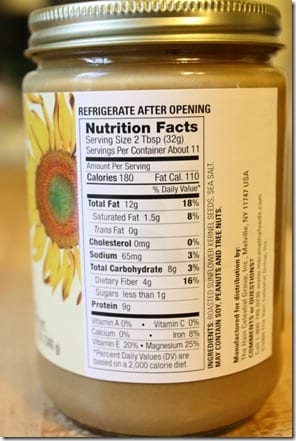 REFRIGERATE AFTER OPENING
Nutrition Facts
Serving Size 2 Tbsp (32g)
Servings Per Container About 11
Amount Per Serving
Calories 180 Fat Cal. 110
% Daily Value*
Total Fat 12g 18%
Saturated Fat 1.5g 8%
Trans Fat 0g
Cholesterol 0mg 0%
Sodium 65mg 3%
Total Carbohydrate 8g 3%
Dietary Fiber 4g 16%
Sugars less than 1g
Protein 9g
Vitamin A 0% • Vitamin C 0%
Calcium 0% • Iron 8%
Vitamin E 20% • Magnesium 25%
*Percent Daily Values (DV) are
based on a 2,000 calorie diet
INGREDIENTS: ROASTED SUNFLOWER KERNEL SEEDS, SEA SALT.
MAY CONTAIN SOY, PEANUTS AND TREE NUTS.
Manufactured for distribution by:
The Hain Celestial Group, Inc., Melville, NY 11747 USA
COMMENTS or QUESTIONS?